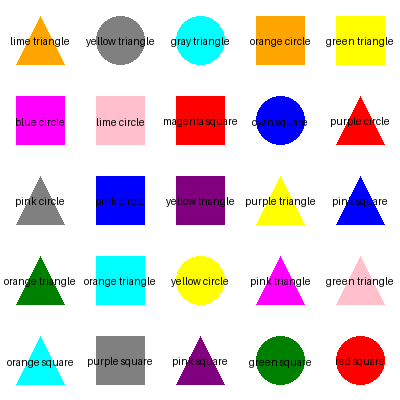 lime triangle
yellow triangle
gray triangle
orange circle
green triangle
blue circle
lime circle
magenta square
cyan square
purple circle
pink circle
pink circle
yellow triangle
purple triangle
pink square
orange triangle
orange triangle
yellow circle
pink triangle
green triangle
orange square
purple square
pink square
green square
red square